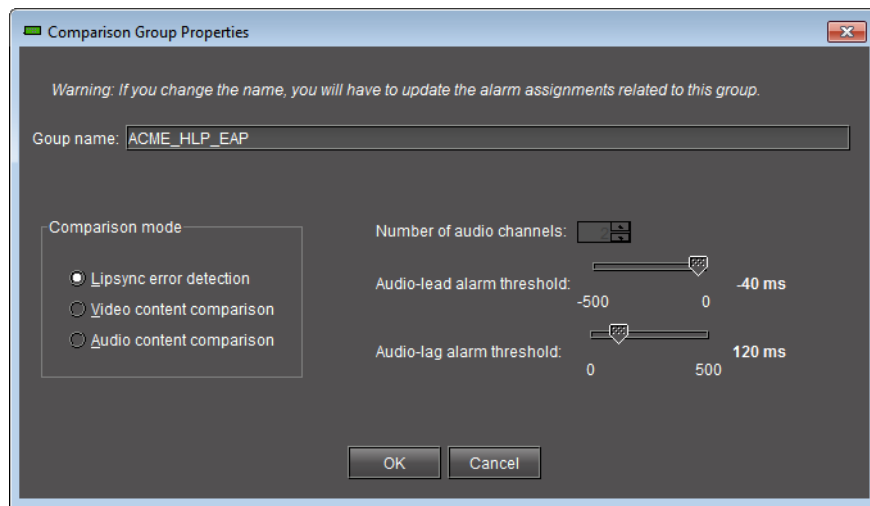 Comparison Group Properties
Warning: If you change the name, you will have to update the alarm assignments related to this group.
Goup name: ACME_HLP_EAP
Comparison mode
Lipsync error detection
Video content comparison
Audio content comparison
Number of audio channels: 2
Audio-lead alarm threshold: -40 ms
-500 0
Audio-lag alarm threshold: 120 ms
0 500
OK Cancel